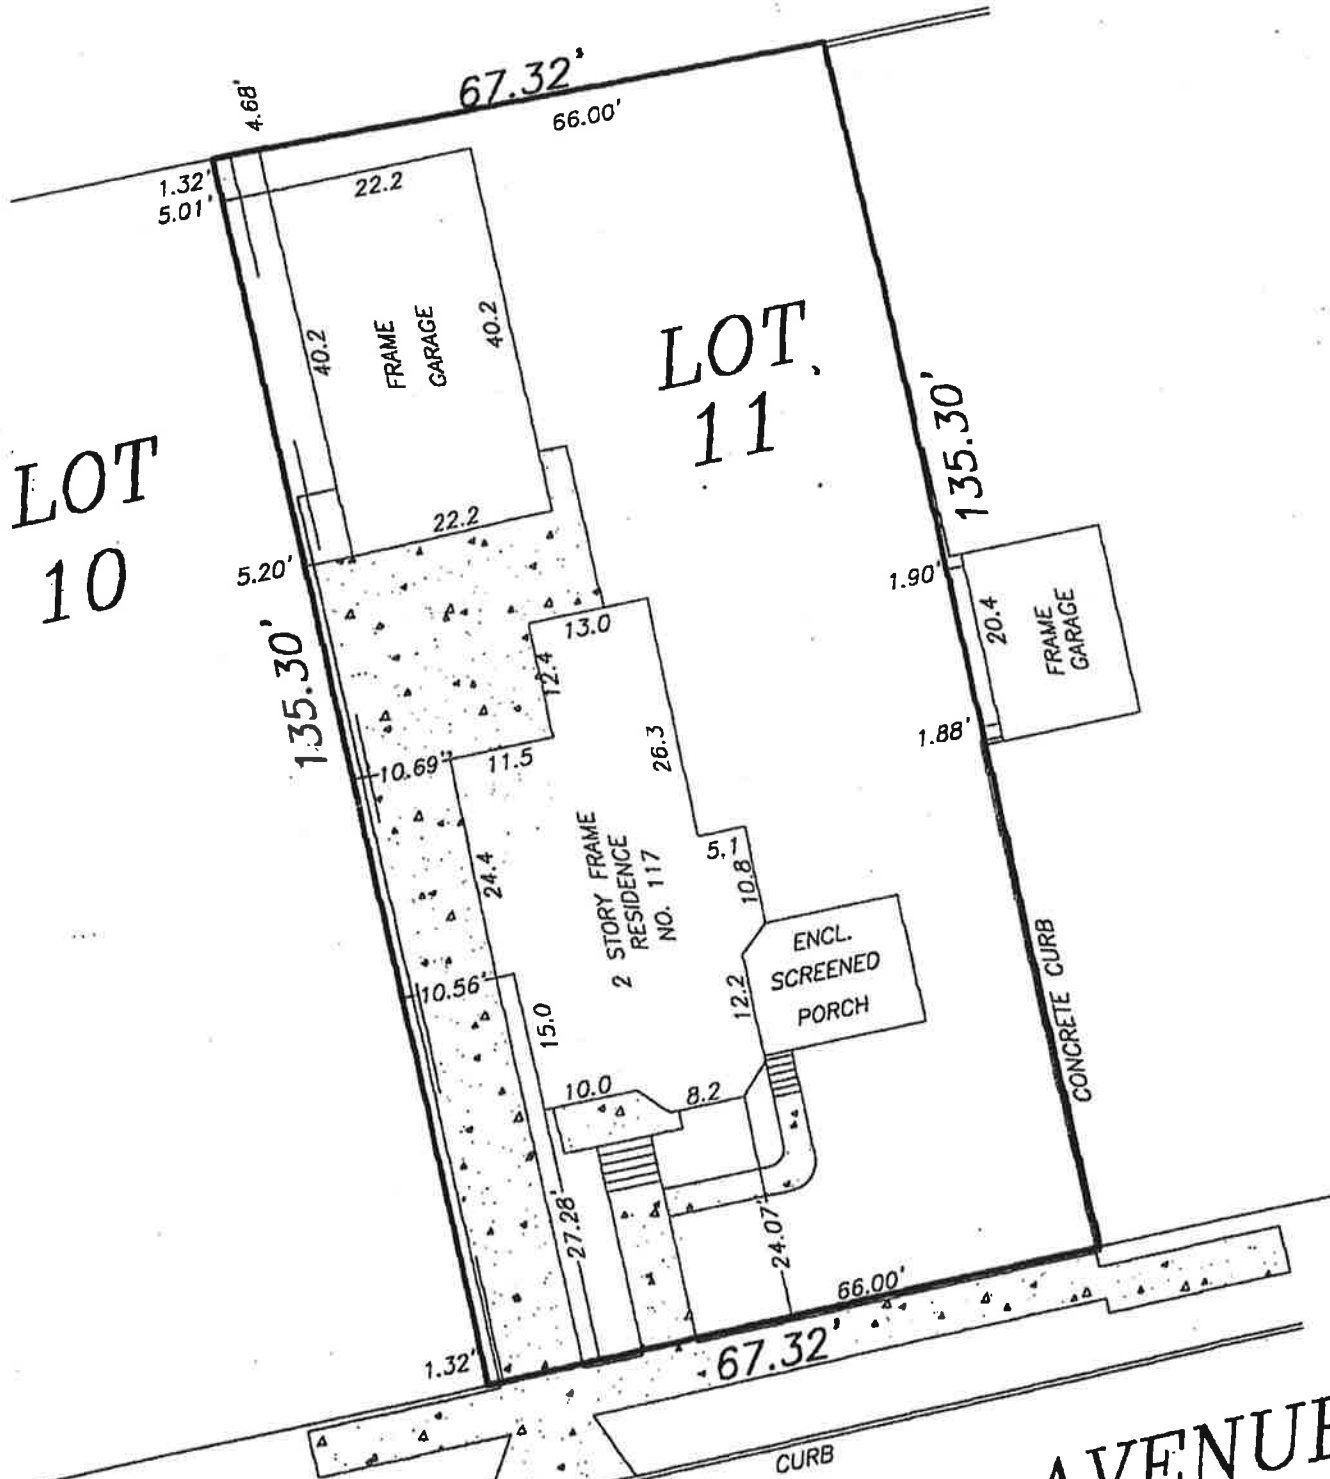 67.32'
4.68'
66.00'
1.32'
5.01'
22.2
40.2
FRAME
GARAGE
40.2
LOT
11
LOT
10
135.30'
22.2
5.20'
1.90'
20.4
FRAME
GARAGE
13.0
12.4
135.30'
1.88'
10.69'
11.5
26.3
24.4
2 STORY FRAME
RESIDENCE
NO. 117
5.1
10.8
ENCL.
SCREENED
PORCH
12.2
CONCRETE CURB
10.56'
15.0
10.0
8.2
27.28'
24.07'
66.00'
1.32'
67.32'
CURB
AVENUE